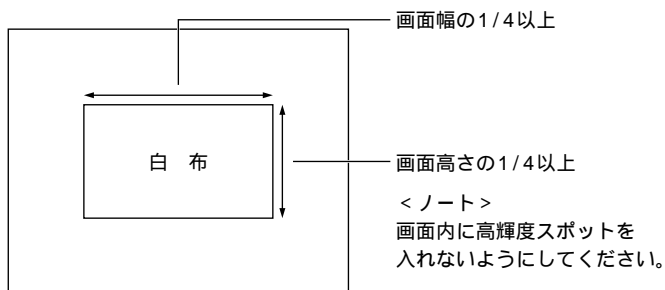 画面幅の1/4以上
白 布
画面高さの1/4以上
<ノート>
画面内に高輝度スポットを
入れないようにしてください。